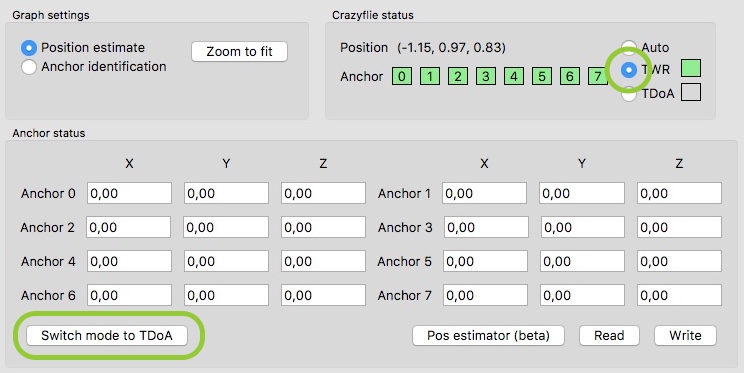 Graph settings
Position estimate
Anchor identification
Zoom to fit
Crazyflie status
Position (-1.15, 0.97, 0.83)
Anchor 0 1 2 3 4 5 6 7
Auto
TWR
TDoA
Anchor status
X Y Z X Y Z
Anchor 0 0,00 0,00 0,00 Anchor 1 0,00 0,00 0,00
Anchor 2 0,00 0,00 0,00 Anchor 3 0,00 0,00 0,00
Anchor 4 0,00 0,00 0,00 Anchor 5 0,00 0,00 0,00
Anchor 6 0,00 0,00 0,00 Anchor 7 0,00 0,00 0,00
Switch mode to TDoA Pos estimator (beta) Read Write